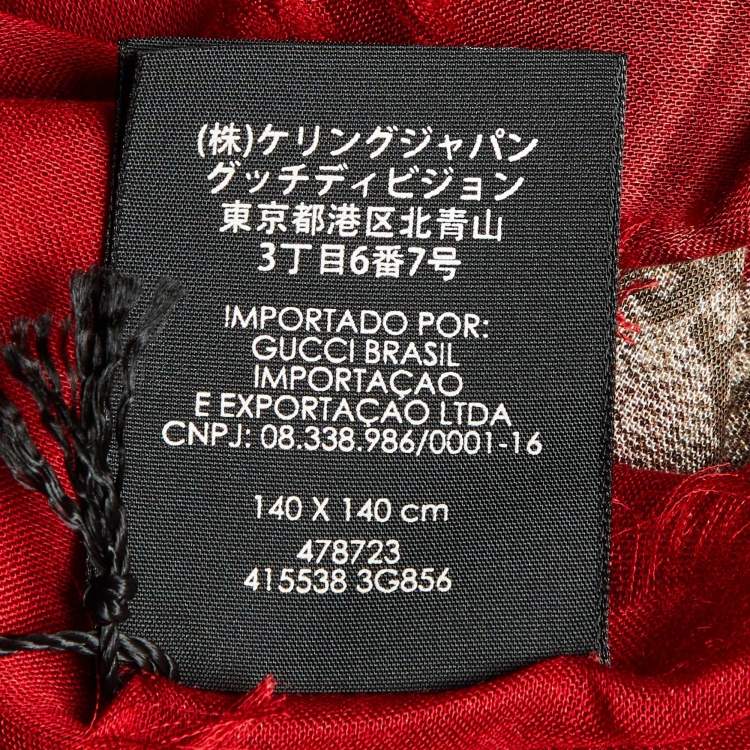 (株)ケリングジャパン
グッチディビジョン
東京都港区北青山
3丁目6番7号
IMPORTADO POR:
GUCCI BRASIL
IMPORTAÇAO
E EXPORTAÇAO LTDA
CNPJ: 08.338.986/0001-16
140 X 140 cm
478723
415538 3G856